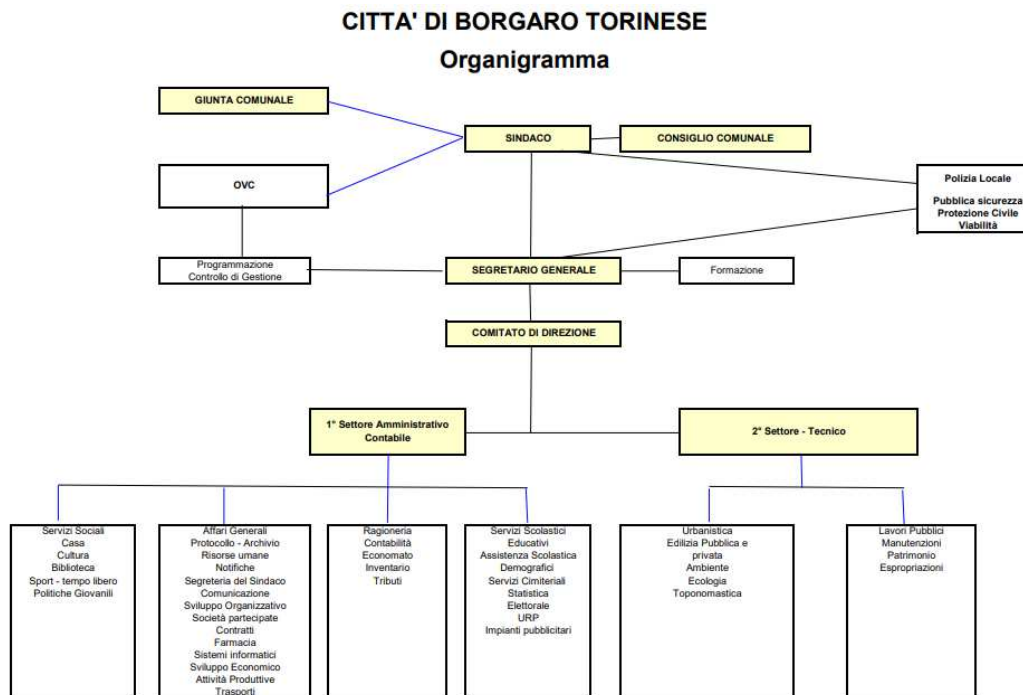 CITTA' DI BORGARO TORINESE
Organigramma
GIUNTA COMUNALE
SINDACO
CONSIGLIO COMUNALE
OVC
Polizia Locale
Pubblica sicurezza
Protezione Civile
Viabilità
Programmazione
Controllo di Gestione
SEGRETARIO GENERALE
Formazione
COMITATO DI DIREZIONE
1° Settore Amministrativo
Contabile
2° Settore - Tecnico
Servizi Sociali
Casa
Cultura
Biblioteca
Sport - tempo libero
Politiche Giovanili
Affari Generali
Protocollo - Archivio
Risorse umane
Notifiche
Segreteria del Sindaco
Comunicazione
Sviluppo Organizzativo
Società partecipate
Contratti
Farmacia
Sistemi informatici
Sviluppo Economico
Attività Produttive
Trasporti
Ragioneria
Contabilità
Economato
Inventario
Tributi
Servizi Scolastici
Educativi
Assistenza Scolastica
Demografici
Servizi Cimiteriali
Statistica
Elettorale
URP
Impianti pubblicitari
Urbanistica
Edilizia Pubblica e
privata
Ambiente
Ecologia
Toponomastica
Lavori Pubblici
Manutenzioni
Patrimonio
Espropriazioni